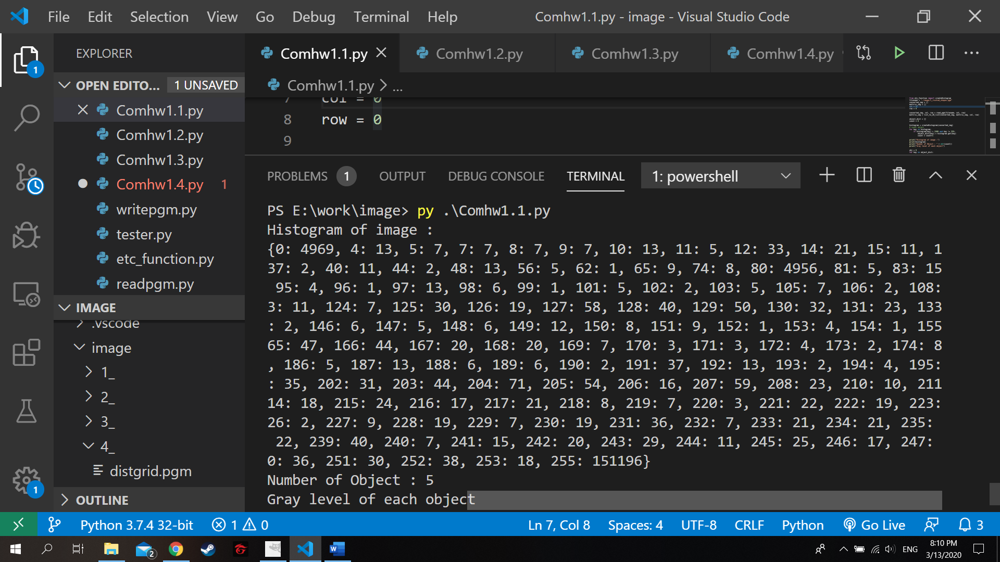 File Edit Selection View Go Debug Terminal Help Comhw1.1.py - image - Visual Studio Code
EXPLORER
OPEN EDITO... 1 UNSAVED
Comhw1.1.py
Comhw1.2.py
Comhw1.3.py
Comhw1.4.py 1
writepgm.py
tester.py
etc_function.py
readpgm.py
IMAGE
.vscode
image
1_
2_
3_
4_
distgrid.pgm
OUTLINE
1
1
Comhw1.1.py Comhw1.2.py Comhw1.3.py Comhw1.4.py
Comhw1.1.py > ...
7 col = 0
8 row = 0
9
PROBLEMS 1 OUTPUT DEBUG CONSOLE TERMINAL 1: powershell
PS E:\work\image> py .\Comhw1.1.py
Histogram of image :
{0: 4969, 4: 13, 5: 7, 7: 7, 8: 7, 9: 7, 10: 13, 11: 5, 12: 33, 14: 21, 15: 11, 1
37: 2, 40: 11, 44: 2, 48: 13, 56: 5, 62: 1, 65: 9, 74: 8, 80: 4956, 81: 5, 83: 15
95: 4, 96: 1, 97: 13, 98: 6, 99: 1, 101: 5, 102: 2, 103: 5, 105: 7, 106: 2, 108:
3: 11, 124: 7, 125: 30, 126: 19, 127: 58, 128: 40, 129: 50, 130: 32, 131: 23, 133
: 2, 146: 6, 147: 5, 148: 6, 149: 12, 150: 8, 151: 9, 152: 1, 153: 4, 154: 1, 155
65: 47, 166: 44, 167: 20, 168: 20, 169: 7, 170: 3, 171: 3, 172: 4, 173: 2, 174: 8
, 186: 5, 187: 13, 188: 6, 189: 6, 190: 2, 191: 37, 192: 13, 193: 2, 194: 4, 195:
: 35, 202: 31, 203: 44, 204: 71, 205: 54, 206: 16, 207: 59, 208: 23, 210: 10, 211
14: 18, 215: 24, 216: 17, 217: 21, 218: 8, 219: 7, 220: 3, 221: 22, 222: 19, 223:
26: 2, 227: 9, 228: 19, 229: 7, 230: 19, 231: 36, 232: 7, 233: 21, 234: 21, 235:
22, 239: 40, 240: 7, 241: 15, 242: 20, 243: 29, 244: 11, 245: 25, 246: 17, 247:
0: 36, 251: 30, 252: 38, 253: 18, 255: 151196}
Number of Object : 5
Gray level of each object
Python 3.7.4 32-bit 1 0 Ln 7, Col 8 Spaces: 4 UTF-8 CRLF Python Go Live 3
2 W ENG 8:10 PM
3/13/2020